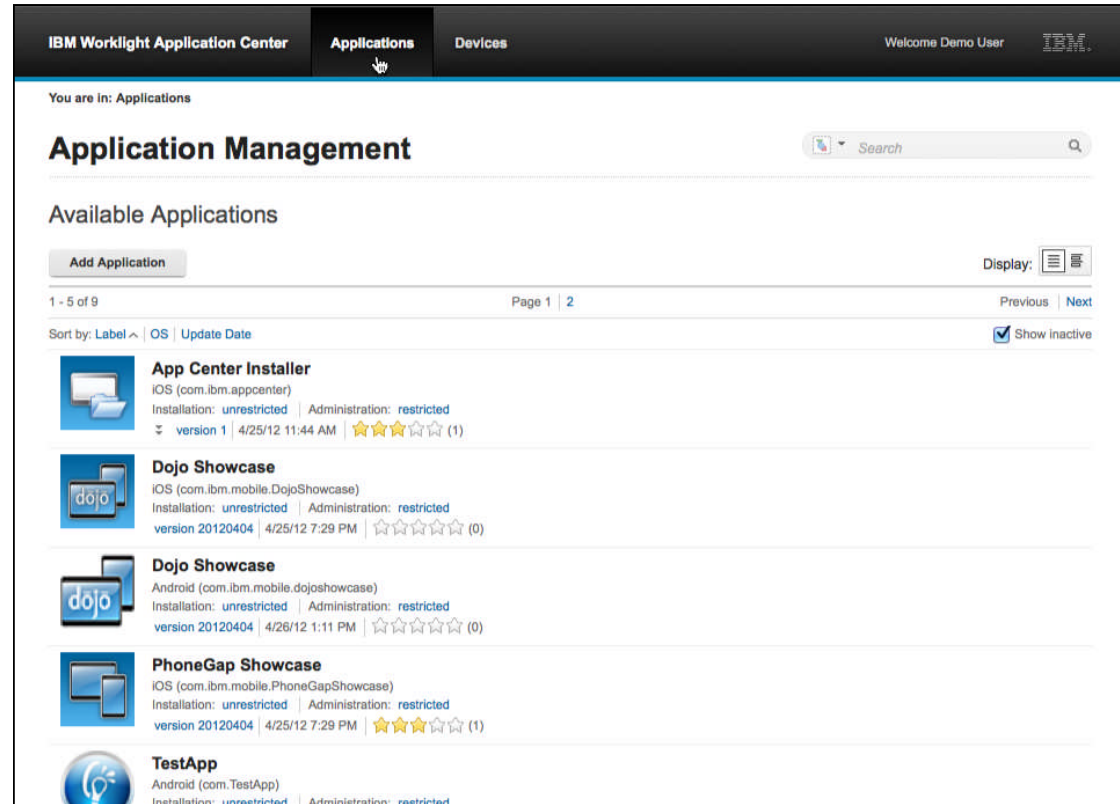 IBM Worklight Application Center Applications Devices Welcome Demo User IBM.
You are in: Applications
Application Management Search
Available Applications
Add Application Display:
1 - 5 of 9 Page 1 2 Previous Next
Sort by: Label OS Update Date Show inactive
App Center Installer
iOS (com.ibm.appcenter)
Installation: unrestricted Administration: restricted
version 1 4/25/12 11:44 AM (1)
dojo
Dojo Showcase
iOS (com.ibm.mobile.DojoShowcase)
Installation: unrestricted Administration: restricted
version 20120404 4/25/12 7:29 PM (0)
dojo
Dojo Showcase
Android (com.ibm.mobile.dojoshowcase)
Installation: unrestricted Administration: restricted
version 20120404 4/26/12 1:11 PM (0)
PhoneGap Showcase
iOS (com.ibm.mobile.PhoneGapShowcase)
Installation: unrestricted Administration: restricted
version 20120404 4/25/12 7:29 PM (1)
TestApp
Android (com.TestApp)
Installation: unrestricted Administration: restricted